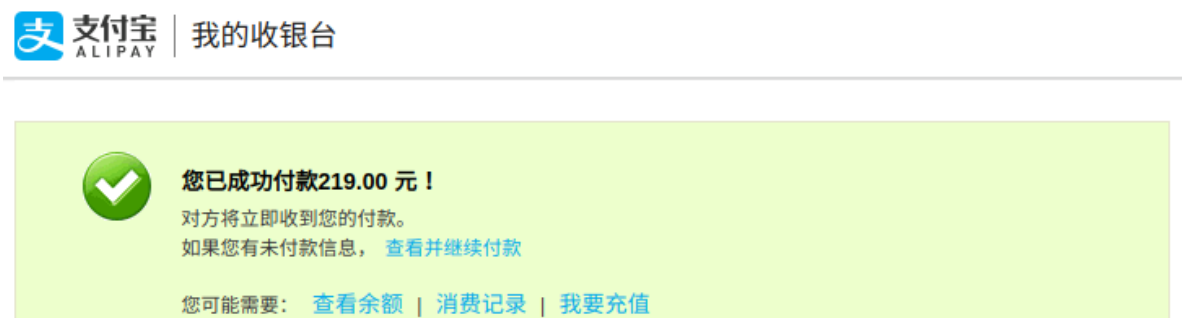 支付宝 ALIPAY 我的收银台
您已成功付款219.00 元！
对方将立即收到您的付款。
如果您有未付款信息， 查看并继续付款
您可能需要： 查看余额 | 消费记录 | 我要充值